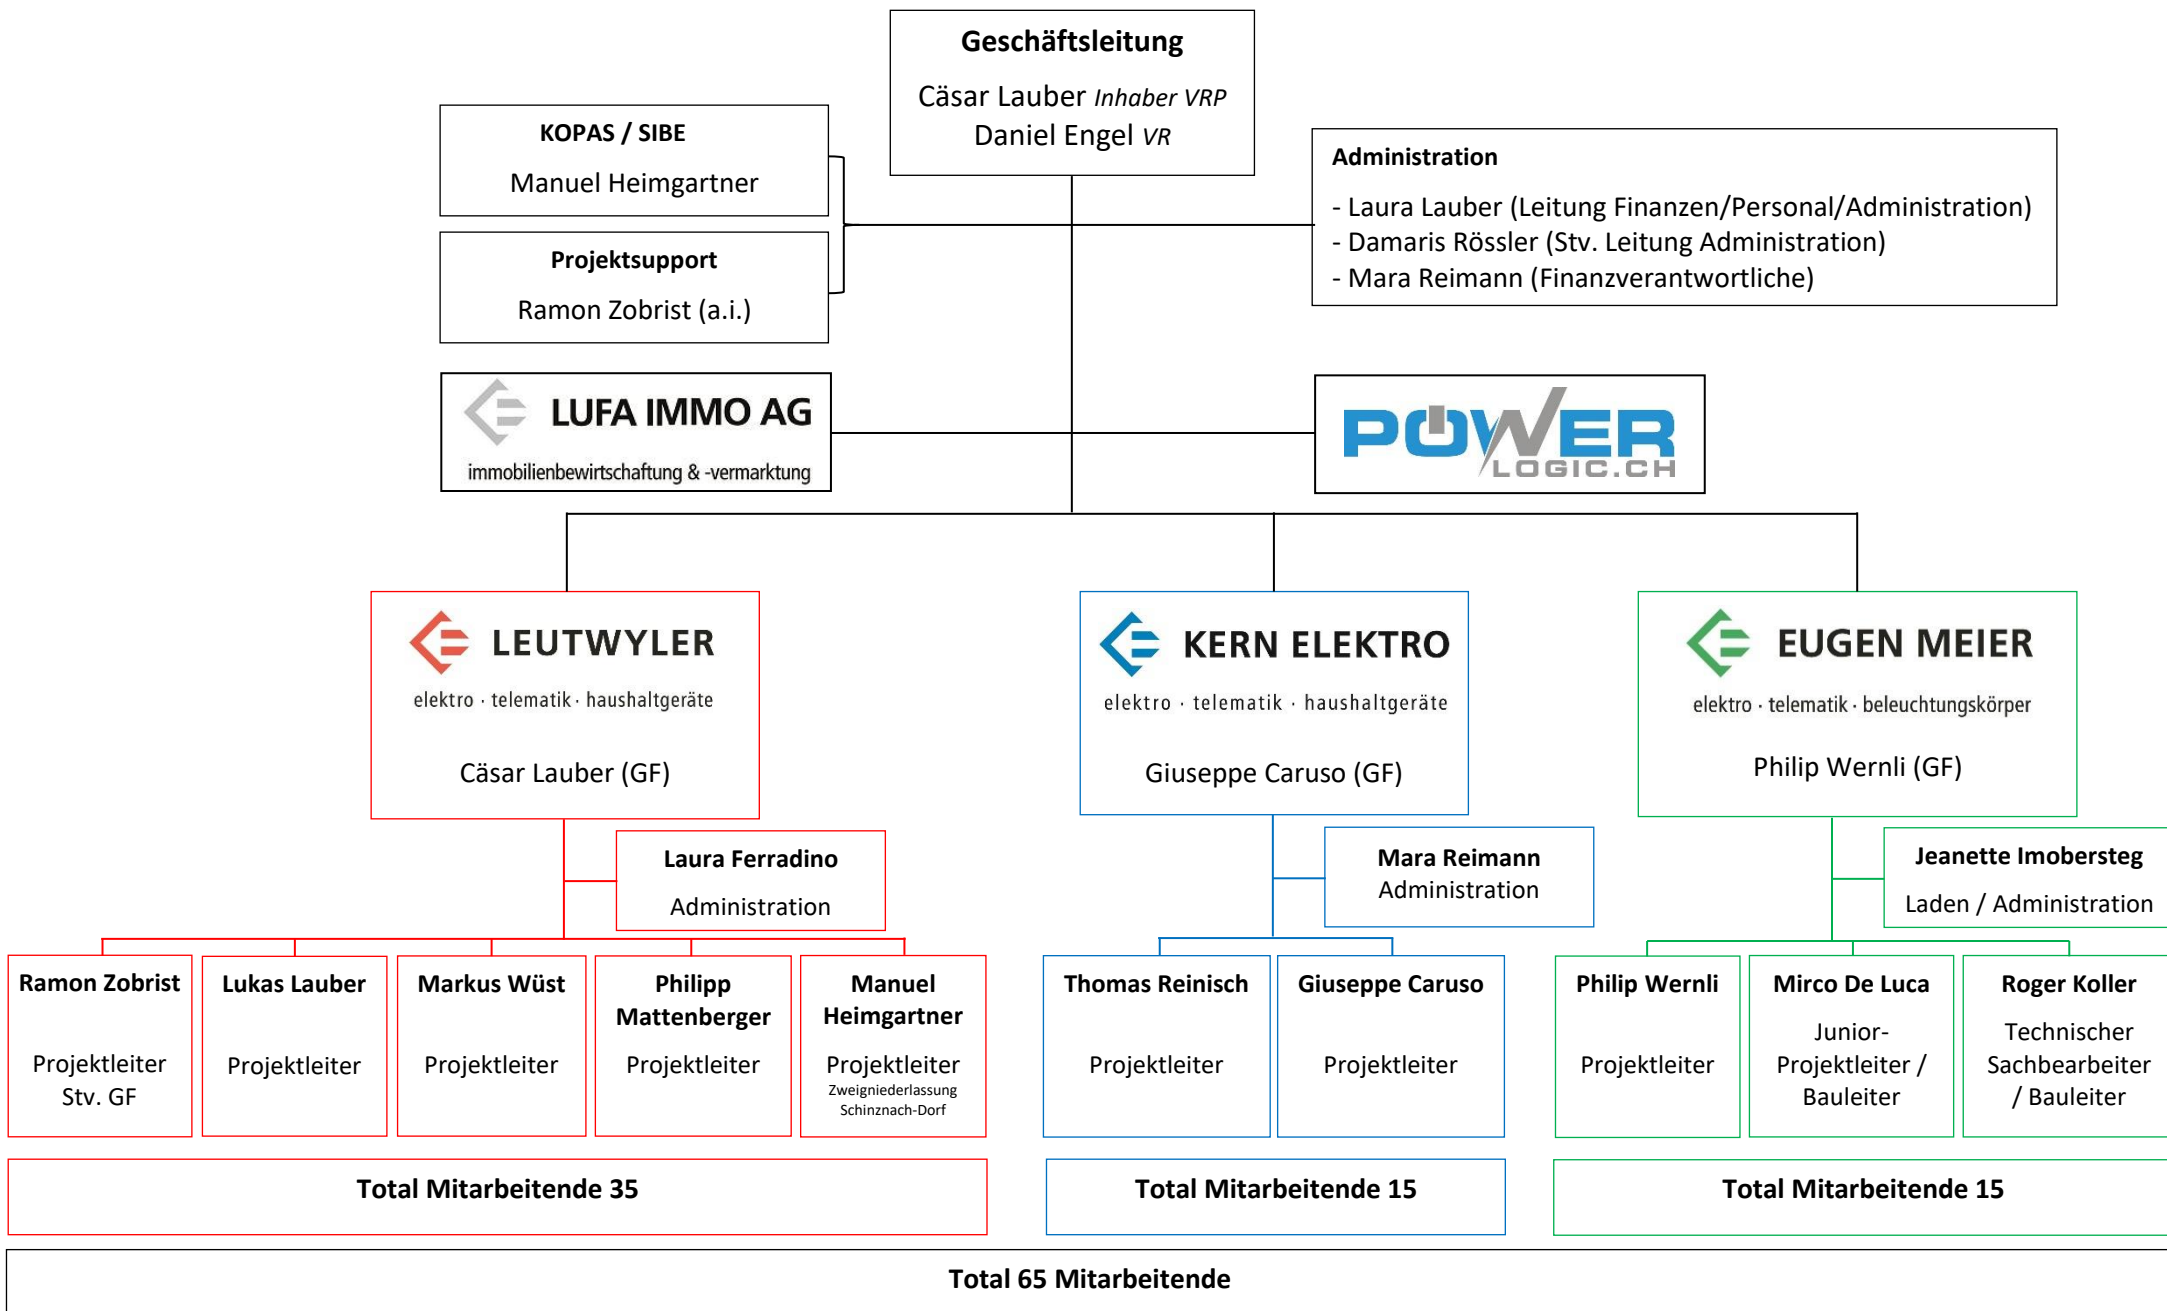 Geschäftsleitung
Cäsar Lauber Inhaber VRP
Daniel Engel VR
KOPAS / SIBE
Manuel Heimgartner
Projektsupport
Ramon Zobrist (a.i.)
Administration
- Laura Lauber (Leitung Finanzen/Personal/Administration)
- Damaris Rössler (Stv. Leitung Administration)
- Mara Reimann (Finanzverantwortliche)
LUFA IMMO AG
immobilienbewirtschaftung & -vermarktung
POWER
LOGIC.CH
LEUTWYLER
elektro · telematik · haushaltgeräte
Cäsar Lauber (GF)
KERN ELEKTRO
elektro · telematik · haushaltgeräte
Giuseppe Caruso (GF)
EUGEN MEIER
elektro · telematik · beleuchtungskörper
Philip Wernli (GF)
Laura Ferradino
Administration
Mara Reimann
Administration
Jeanette Imobersteg
Laden / Administration
Ramon Zobrist
Projektleiter
Stv. GF
Lukas Lauber
Projektleiter
Markus Wüst
Projektleiter
Philipp
Mattenberger
Projektleiter
Manuel
Heimgartner
Projektleiter
Zweigniederlassung
Schinznach-Dorf
Thomas Reinisch
Projektleiter
Giuseppe Caruso
Projektleiter
Philip Wernli
Projektleiter
Mirco De Luca
Junior-
Projektleiter /
Bauleiter
Roger Koller
Technischer
Sachbearbeiter
/ Bauleiter
Total Mitarbeitende 35
Total Mitarbeitende 15
Total Mitarbeitende 15
Total 65 Mitarbeitende